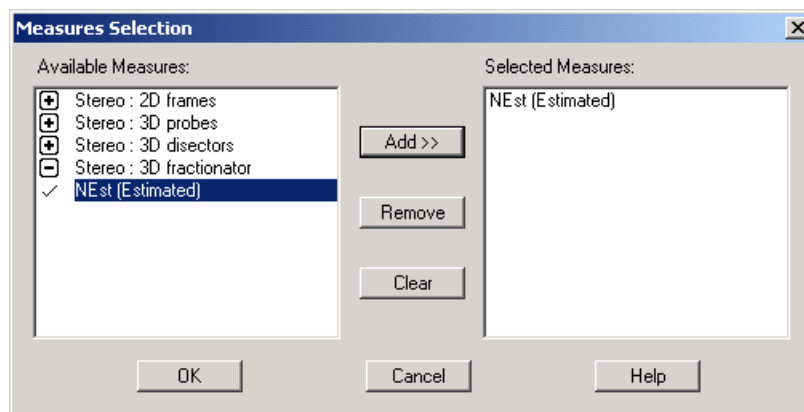 Measures Selection
Available Measures:
Selected Measures:
Stereo : 2D frames
Stereo : 3D probes
Stereo : 3D disectors
Stereo : 3D fractionator
NEst (Estimated)
Add >>
Remove
Clear
NEst (Estimated)
OK
Cancel
Help